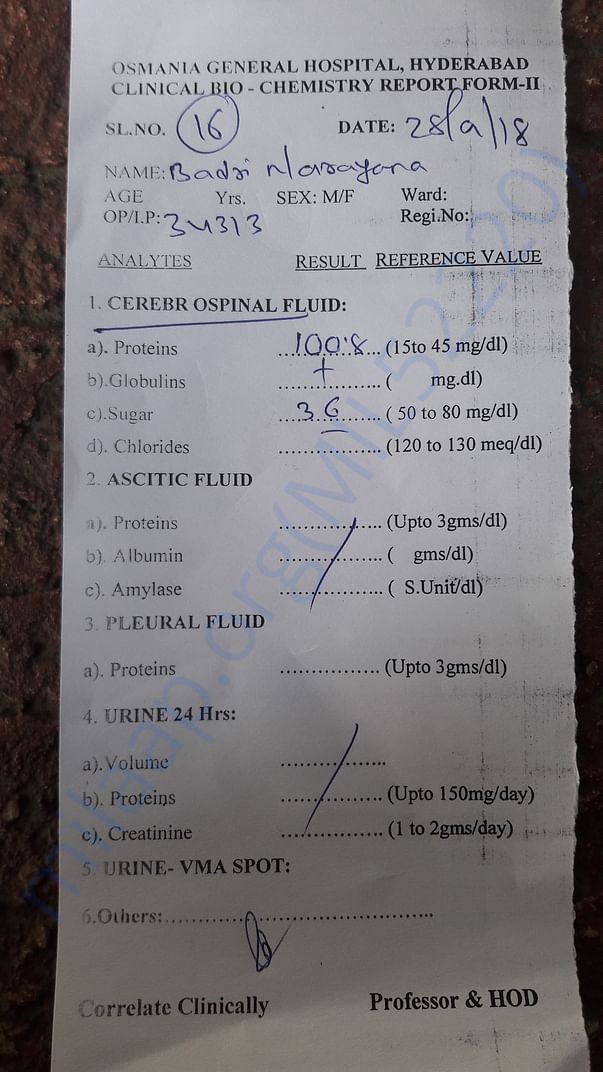 OSMANIA GENERAL HOSPITAL, HYDERABAD
CLINICAL BIO - CHEMISTRY REPORT FORM-II
SL.NO. 16 DATE: 28/9/18
NAME: Badri Narayana
AGE Yrs. SEX: M/F Ward:
OP/I.P: 34313 Regi.No:
ANALYTES RESULT REFERENCE VALUE
1. CEREBR OSPINAL FLUID:
a). Proteins ....100.8... (15to 45 mg/dl)
b).Globulins ......+......... ( mg.dl)
c).Sugar ...36....... ( 50 to 80 mg/dl)
d). Chlorides .................. (120 to 130 meq/dl)
2. ASCITIC FLUID
a). Proteins .................. (Upto 3gms/dl)
b). Albumin .................. ( gms/dl)
c). Amylase .................. ( S.Unit/dl)
3. PLEURAL FLUID
a). Proteins .................. (Upto 3gms/dl)
4. URINE 24 Hrs:
a).Volume ...................
b). Proteins .................. (Upto 150mg/day)
c). Creatinine .................. (1 to 2gms/day)
5. URINE- VMA SPOT:
6.Others:................................................
Correlate Clinically Professor & HOD
milaap.org(MIL52220)